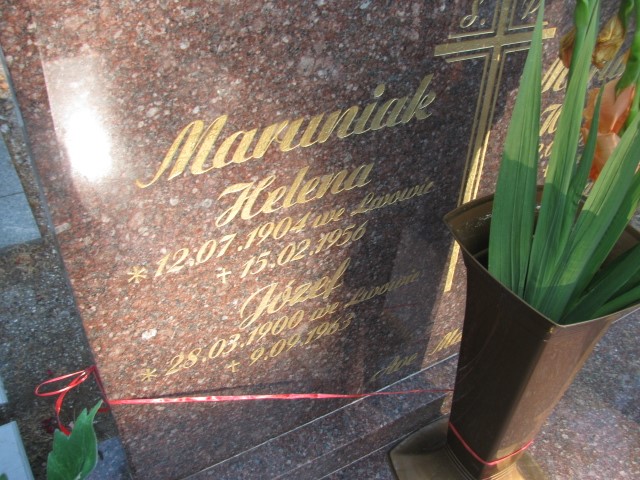 Maruniak
Helena
* 12.07.1904 we Lwowie
+ 15.02.1956
Józef
* 28.03.1900 we Lwowie
+ 9.09.1963